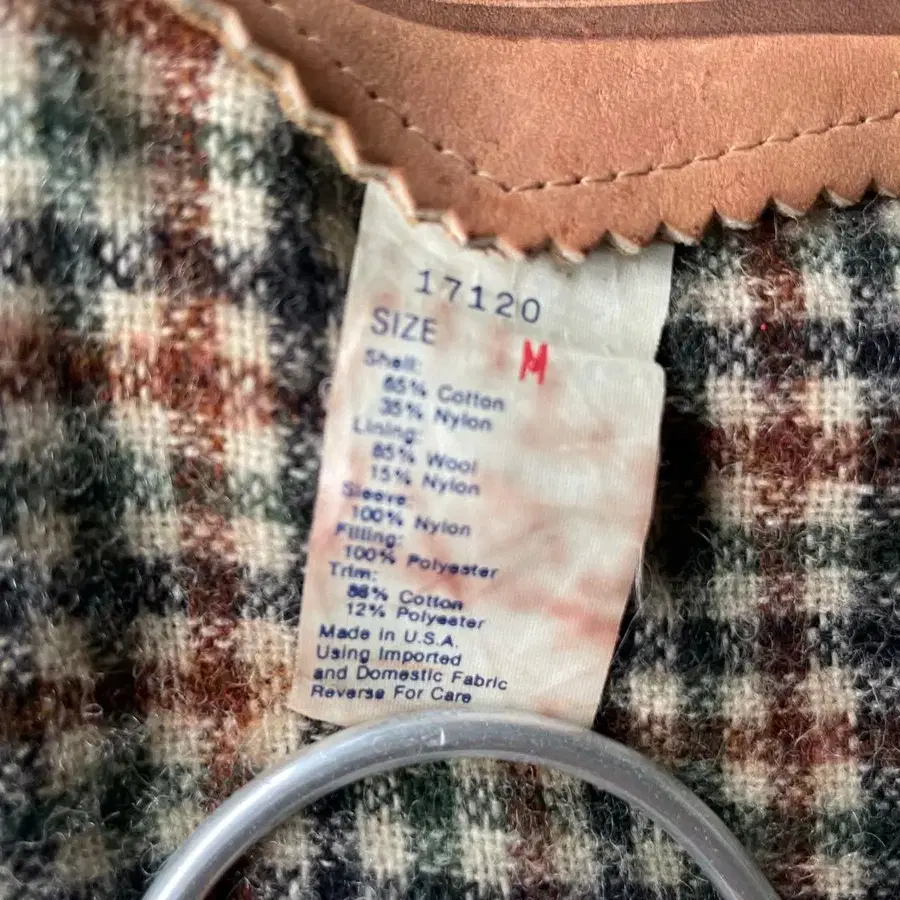 17120
SIZE
M
Shell:
65% Cotton
35% Nylon
Lining:
85% Wool
15% Nylon
Sleeve:
100% Nylon
Filling:
100% Polyester
Trim:
88% Cotton
12% Polyester
Made in U.S.A.
Using Imported
and Domestic Fabric
Reverse For Care